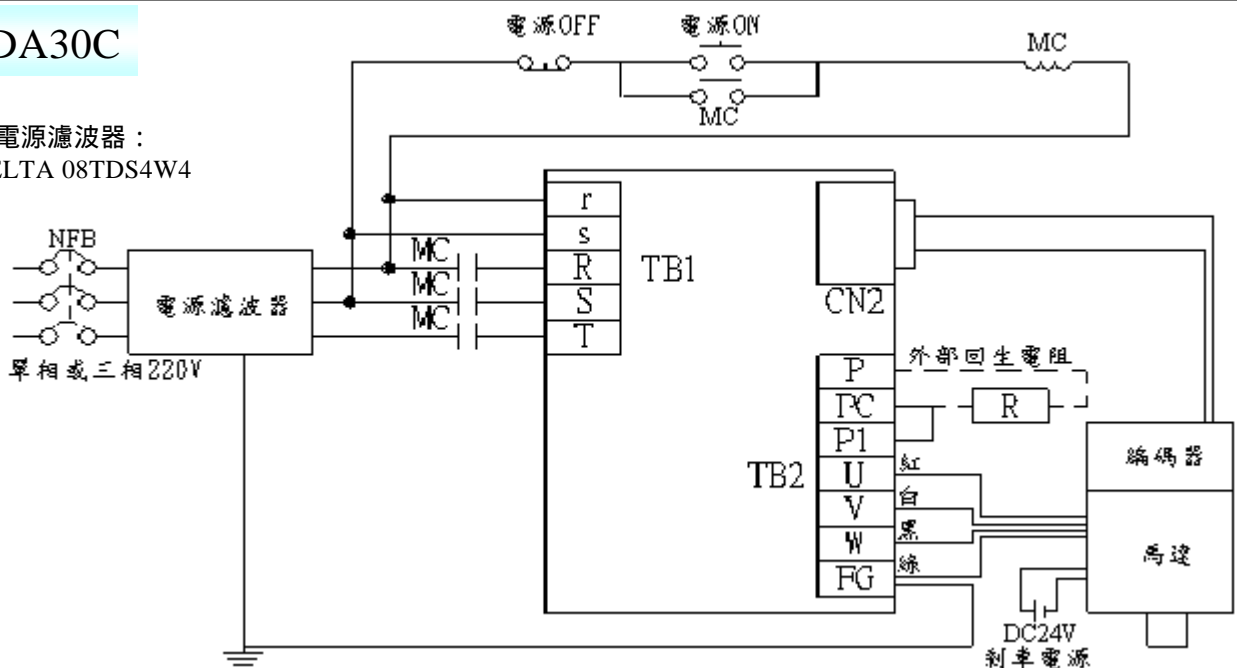 DA30C
電源OFF
電源ON
MC
MC
電源濾波器：
ELTA 08TDS4W4
NFB
電源濾波器
單相或三相220V
MC
MC
MC
r
s
R
S
T
TB1
CN2
TB2
P
PC
P1
U
V
W
FG
外部回生電阻
R
紅
白
黑
綠
編碼器
馬達
DC24V
剎車電源